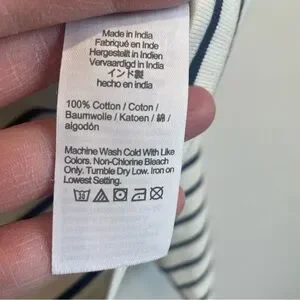 Made in India
Fabriqué en Inde
Hergestellt in Indien
Vervaardigd in India
インド製
hecho en india
100% Cotton / Coton /
Baumwolle / Katoen / 綿 /
algodón
Machine Wash Cold With Like
Colors. Non-Chlorine Bleach
Only. Tumble Dry Low. Iron on
Lowest Setting.
30